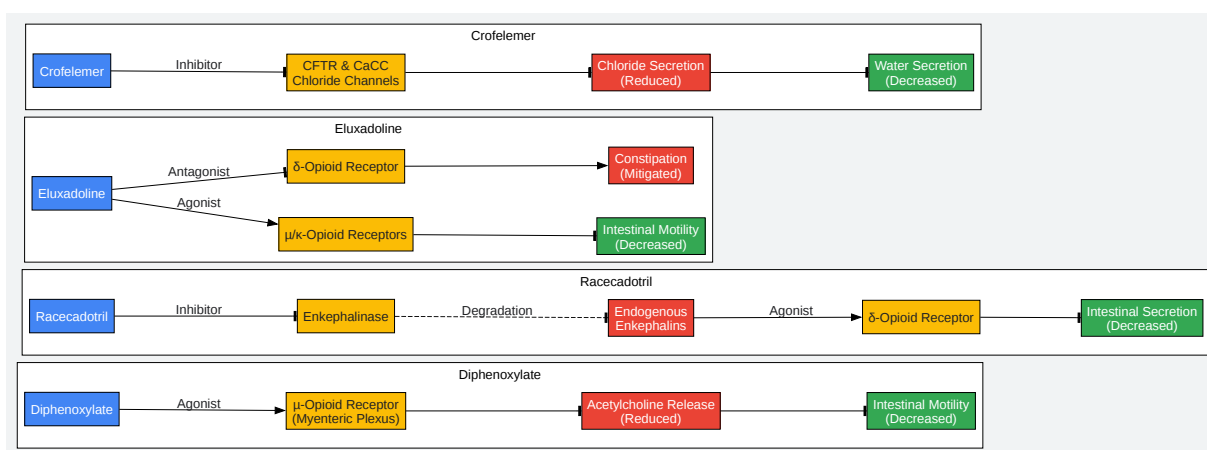 Crofelemer
Crofelemer
Inhibitor
CFTR & CaCC
Chloride Channels
Chloride Secretion
(Reduced)
Water Secretion
(Decreased)
Eluxadoline
Eluxadoline
Antagonist
δ-Opioid Receptor
Constipation
(Mitigated)
Agonist
μ/κ-Opioid Receptors
Intestinal Motility
(Decreased)
Racecadotril
Racecadotril
Inhibitor
Enkephalinase
Degradation
Endogenous
Enkephalins
Agonist
δ-Opioid Receptor
Intestinal Secretion
(Decreased)
Diphenoxylate
Diphenoxylate
Agonist
μ-Opioid Receptor
(Myenteric Plexus)
Acetylcholine Release
(Reduced)
Intestinal Motility
(Decreased)